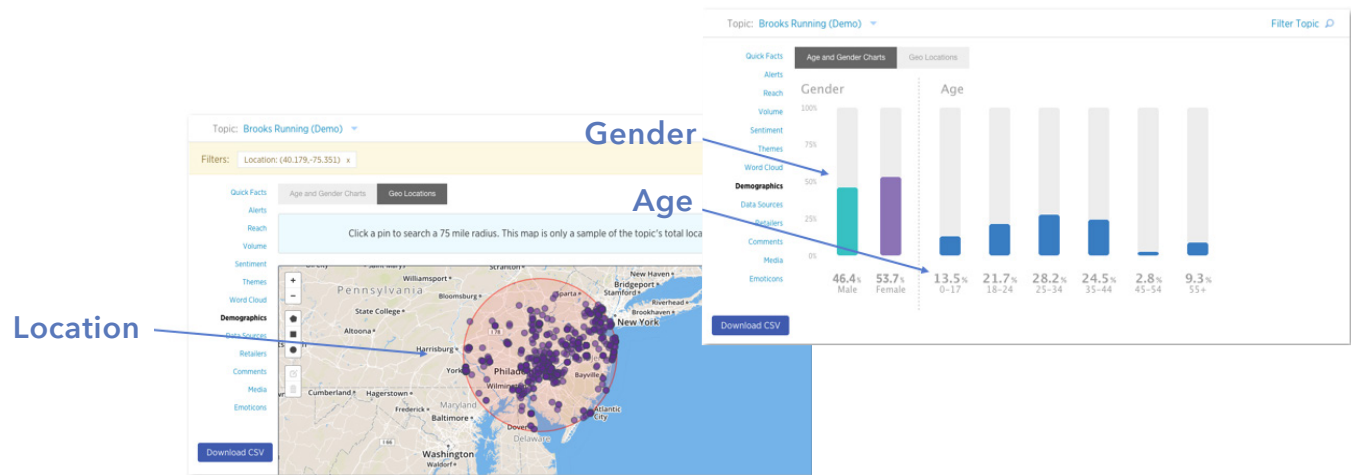 Topic: Brooks Running (Demo)
Filter Topic
Quick Facts
Alerts
Reach
Volume
Sentiment
Themes
Word Cloud
Demographics
Data Sources
Retailers
Comments
Media
Emoticons
Age and Gender Charts
Geo Locations
Gender
Age
100%
75%
50%
25%
0%
46.4%
Male
53.7%
Female
13.5%
0-17
21.7%
18-24
28.2%
25-34
24.5%
35-44
2.8%
45-54
9.3%
55+
Download CSV
Gender
Age
Location
Topic: Brooks Running (Demo)
Filters: Location: (40.179,-75.351) x
Quick Facts
Alerts
Reach
Volume
Sentiment
Themes
Word Cloud
Demographics
Data Sources
Retailers
Comments
Media
Emoticons
Age and Gender Charts
Geo Locations
Click a pin to search a 75 mile radius. This map is only a sample of the topic's total loca
+
−
Scranton
Williamsport
Pennsylvania
Bloomsburg
State College
Altoona
Harrisburg
York
Cumberland
Hagerstown
Frederick
Maryland
Baltimore
Washington
Waldorf
Dover
Delaware
Atlantic
City
Bayville
New York
New Haven
Bridgeport
Stamford
Riverhead
Brookhaven
I 78
I 66
Download CSV